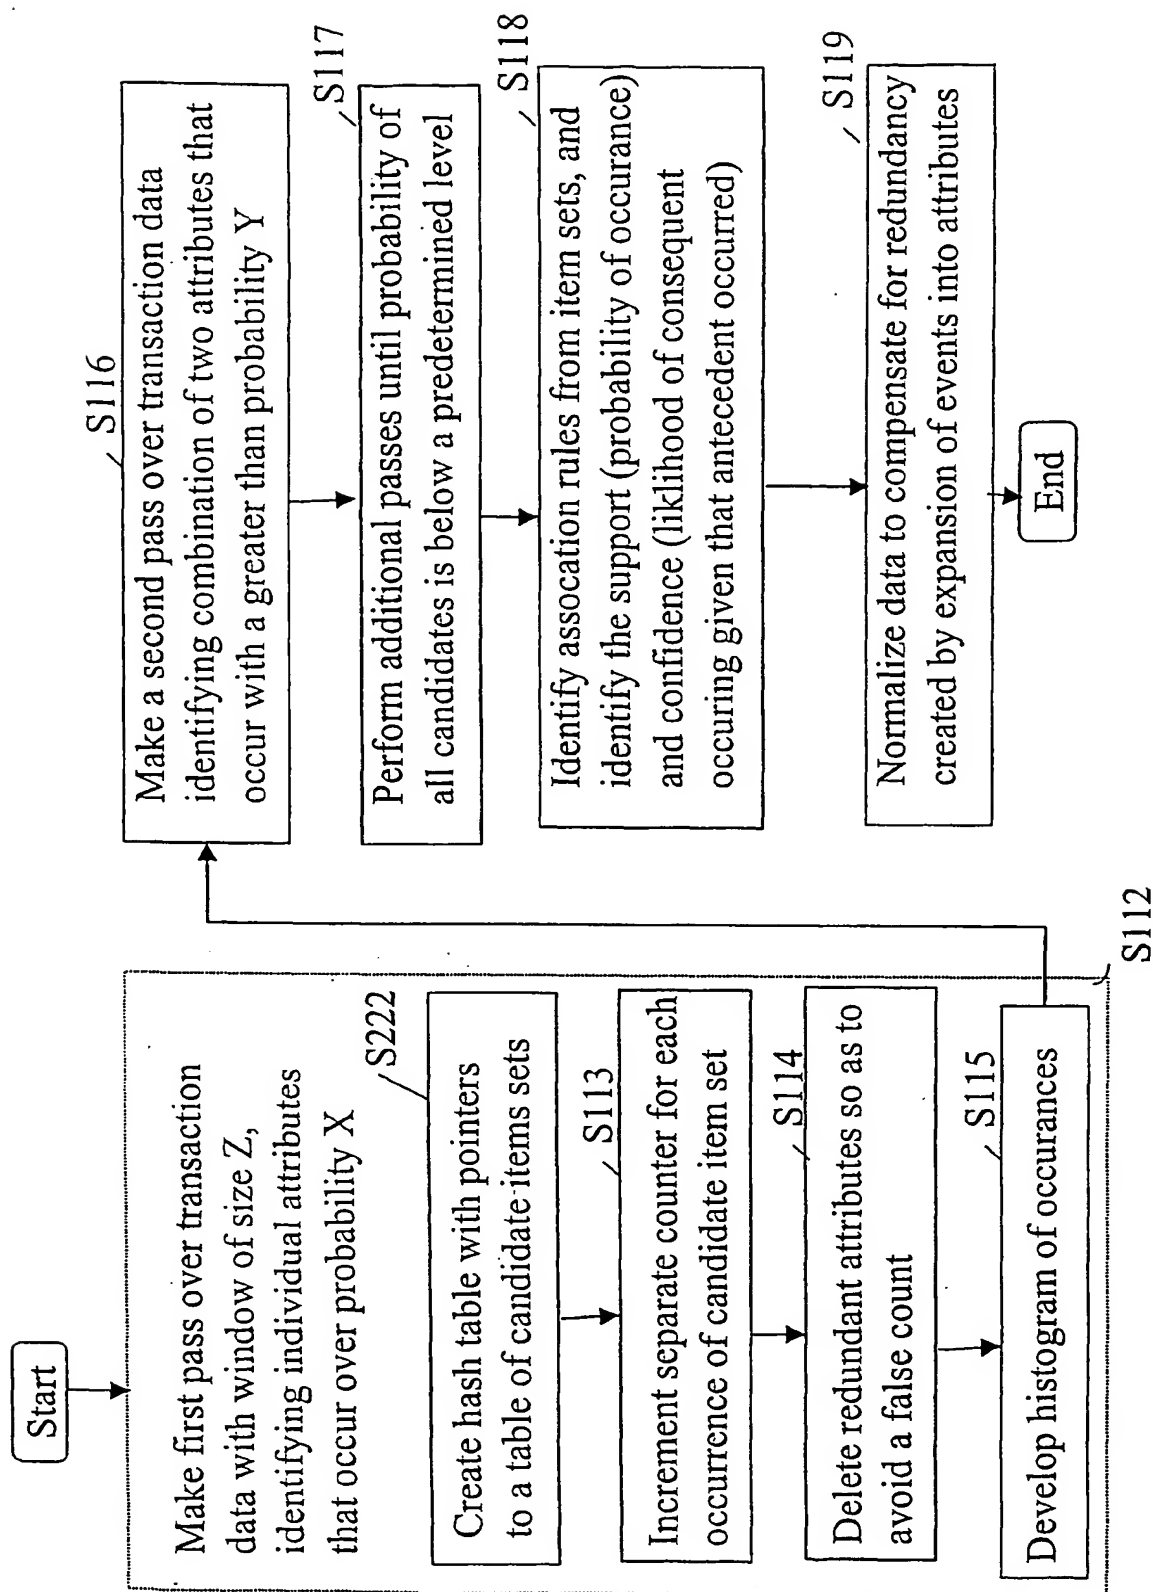 Start
Make first pass over transaction
data with window of size Z,
identifying individual attributes
that occur over probability X
S222
Create hash table with pointers
to a table of candidate-items sets
S113
Increment separate counter for each
occurrence of candidate item set
S114
Delete redundant attributes so as to
avoid a false count
S115
Develop histogram of occurances
S112
S116
Make a second pass over transaction data
identifying combination of two attributes that
occur with a greater than probability Y
S117
Perform additional passes until probability of
all candidates is below a predetermined level
S118
Identify assocation rules from item sets, and
identify the support (probability of occurance)
and confidence (liklihood of consequent
occuring given that antecedent occurred)
S119
Normalize data to compensate for redundancy
created by expansion of events into attributes
End